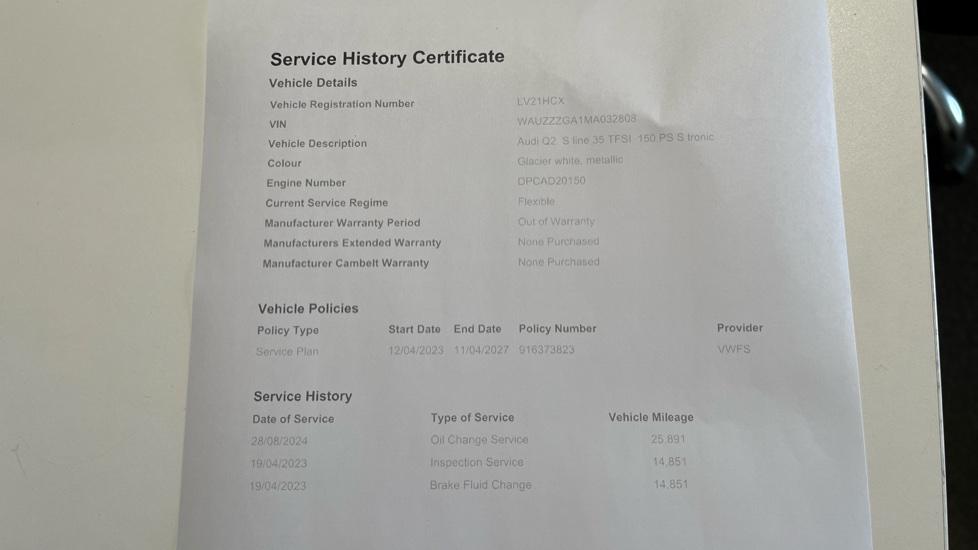 Service History Certificate
Vehicle Details
Vehicle Registration Number LV21HCX
VIN WAUZZZGA1MA032808
Vehicle Description Audi Q2 S line 35 TFSI 150 PS S tronic
Colour Glacier white, metallic
Engine Number DPCAD20150
Current Service Regime Flexible
Manufacturer Warranty Period Out of Warranty
Manufacturers Extended Warranty None Purchased
Manufacturer Cambelt Warranty None Purchased
Vehicle Policies
Policy Type Start Date End Date Policy Number Provider
Service Plan 12/04/2023 11/04/2027 916373823 VWFS
Service History
Date of Service Type of Service Vehicle Mileage
28/08/2024 Oil Change Service 25,891
19/04/2023 Inspection Service 14,851
19/04/2023 Brake Fluid Change 14,851